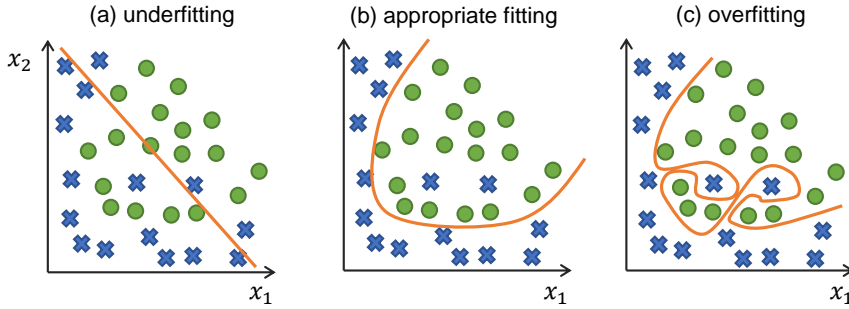 (a) underfitting
(b) appropriate fitting
(c) overfitting
x₂
x₁
x₁
x₁